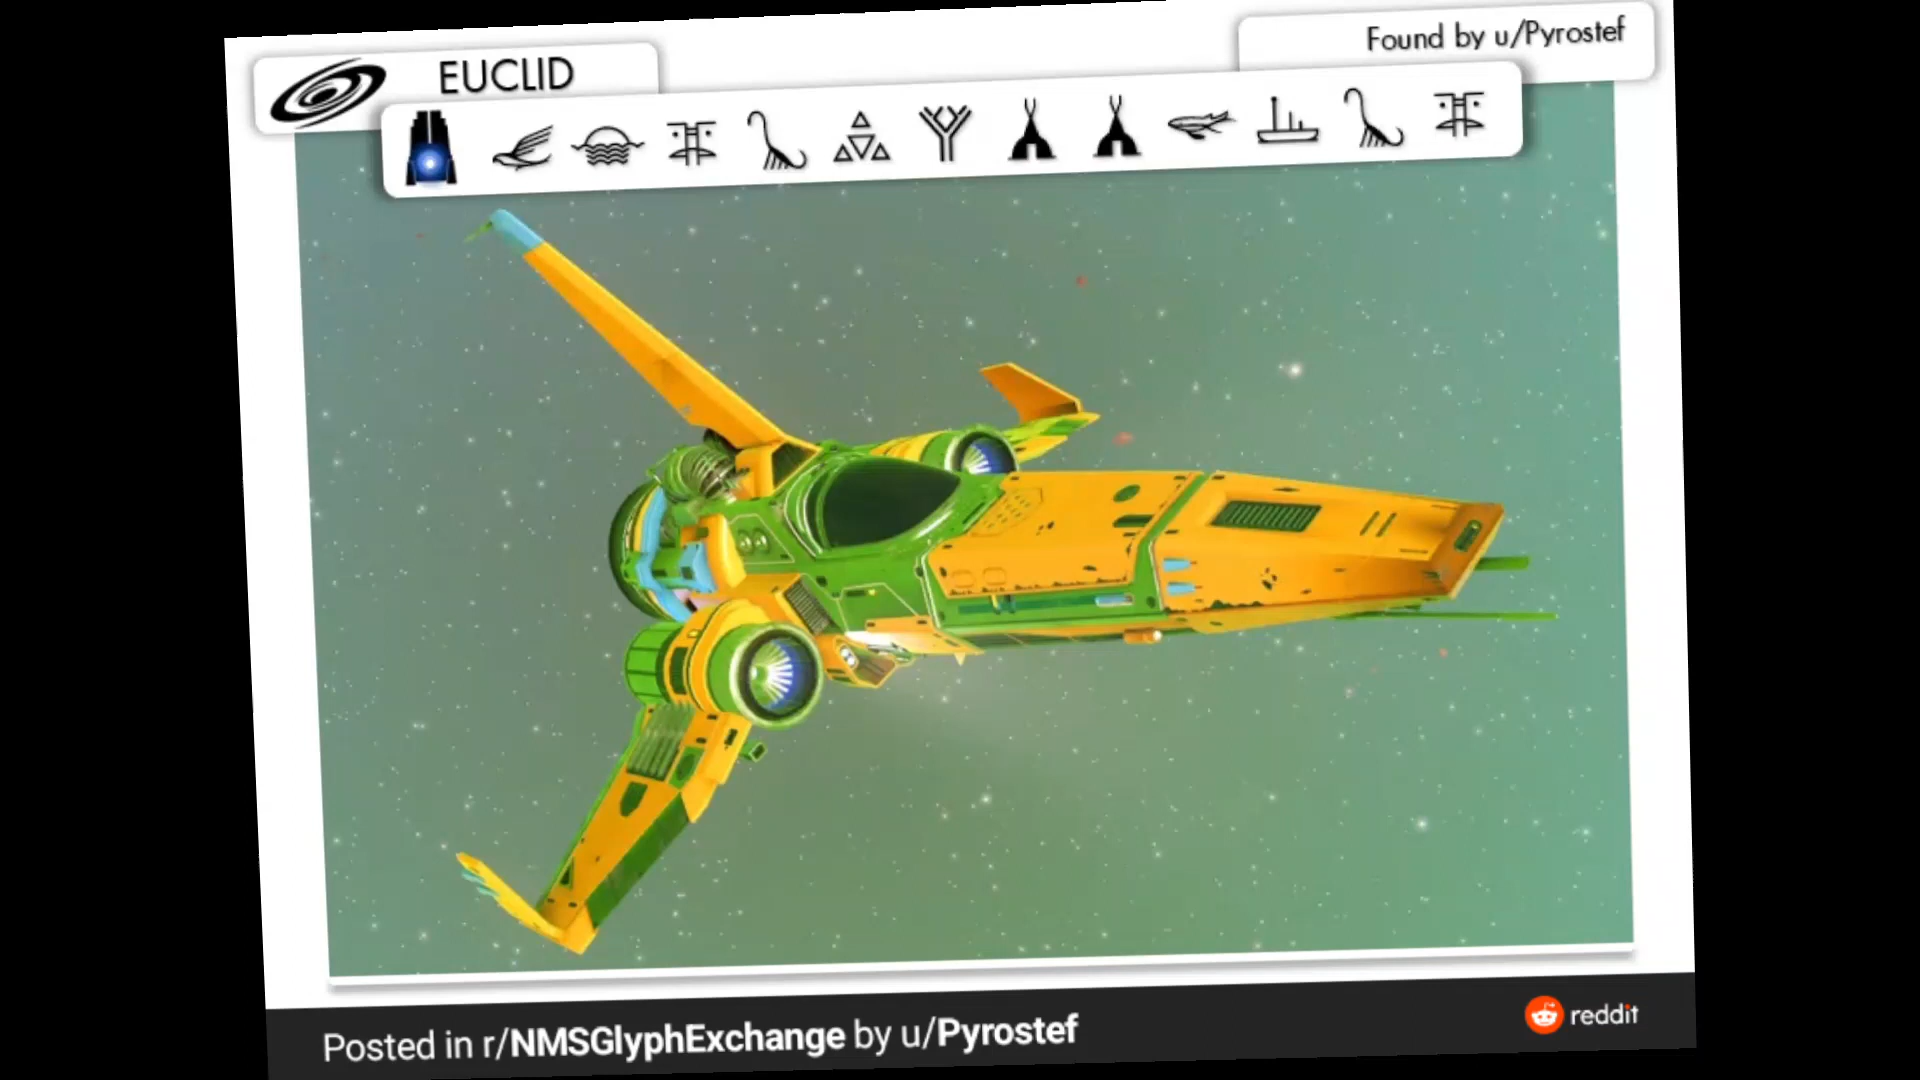 EUCLID
Found by u/Pyrostef
Posted in r/NMSGlyphExchange by u/Pyrostef
reddit